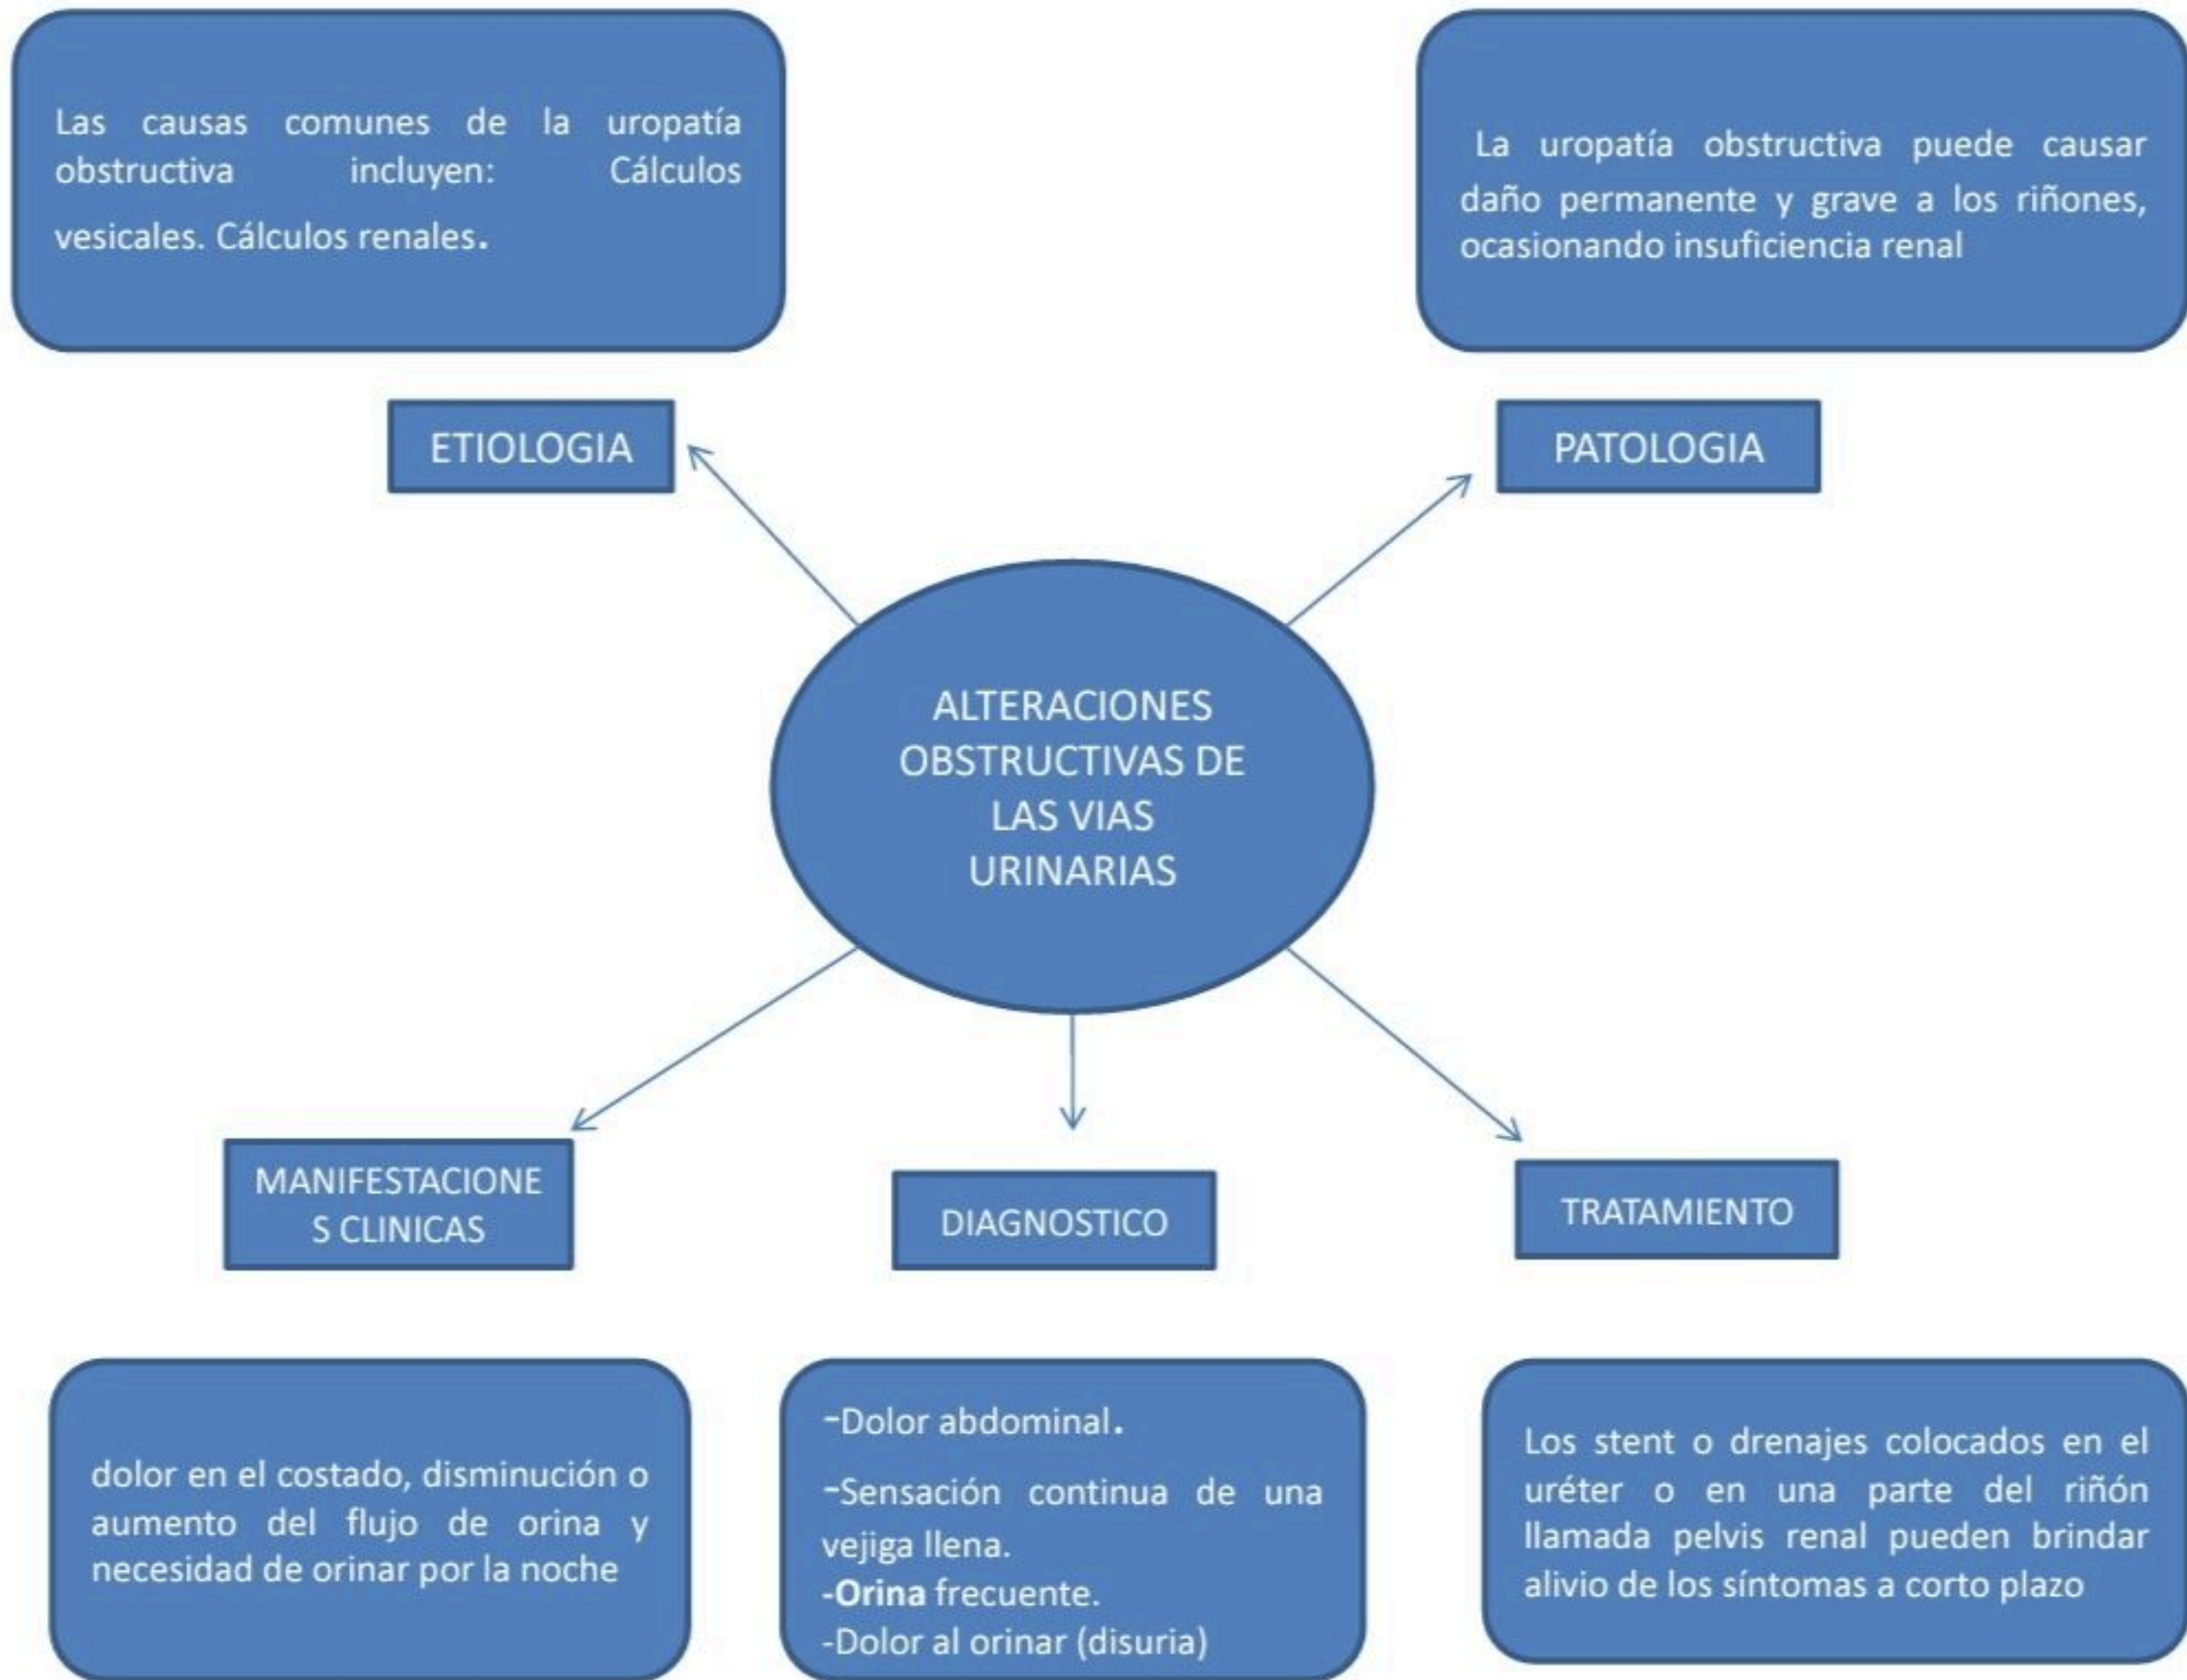 Las causas comunes de la uropatía
obstructiva incluyen: Cálculos
vesicales. Cálculos renales.
La uropatía obstructiva puede causar
daño permanente y grave a los riñones,
ocasionando insuficiencia renal
ETIOLOGIA
PATOLOGIA
ALTERACIONES
OBSTRUCTIVAS DE
LAS VIAS
URINARIAS
MANIFESTACIONE
S CLINICAS
DIAGNOSTICO
TRATAMIENTO
dolor en el costado, disminución o
aumento del flujo de orina y
necesidad de orinar por la noche
-Dolor abdominal.
-Sensación continua de una
vejiga llena.
-Orina frecuente.
-Dolor al orinar (disuria)
Los stent o drenajes colocados en el
uréter o en una parte del riñón
llamada pelvis renal pueden brindar
alivio de los síntomas a corto plazo